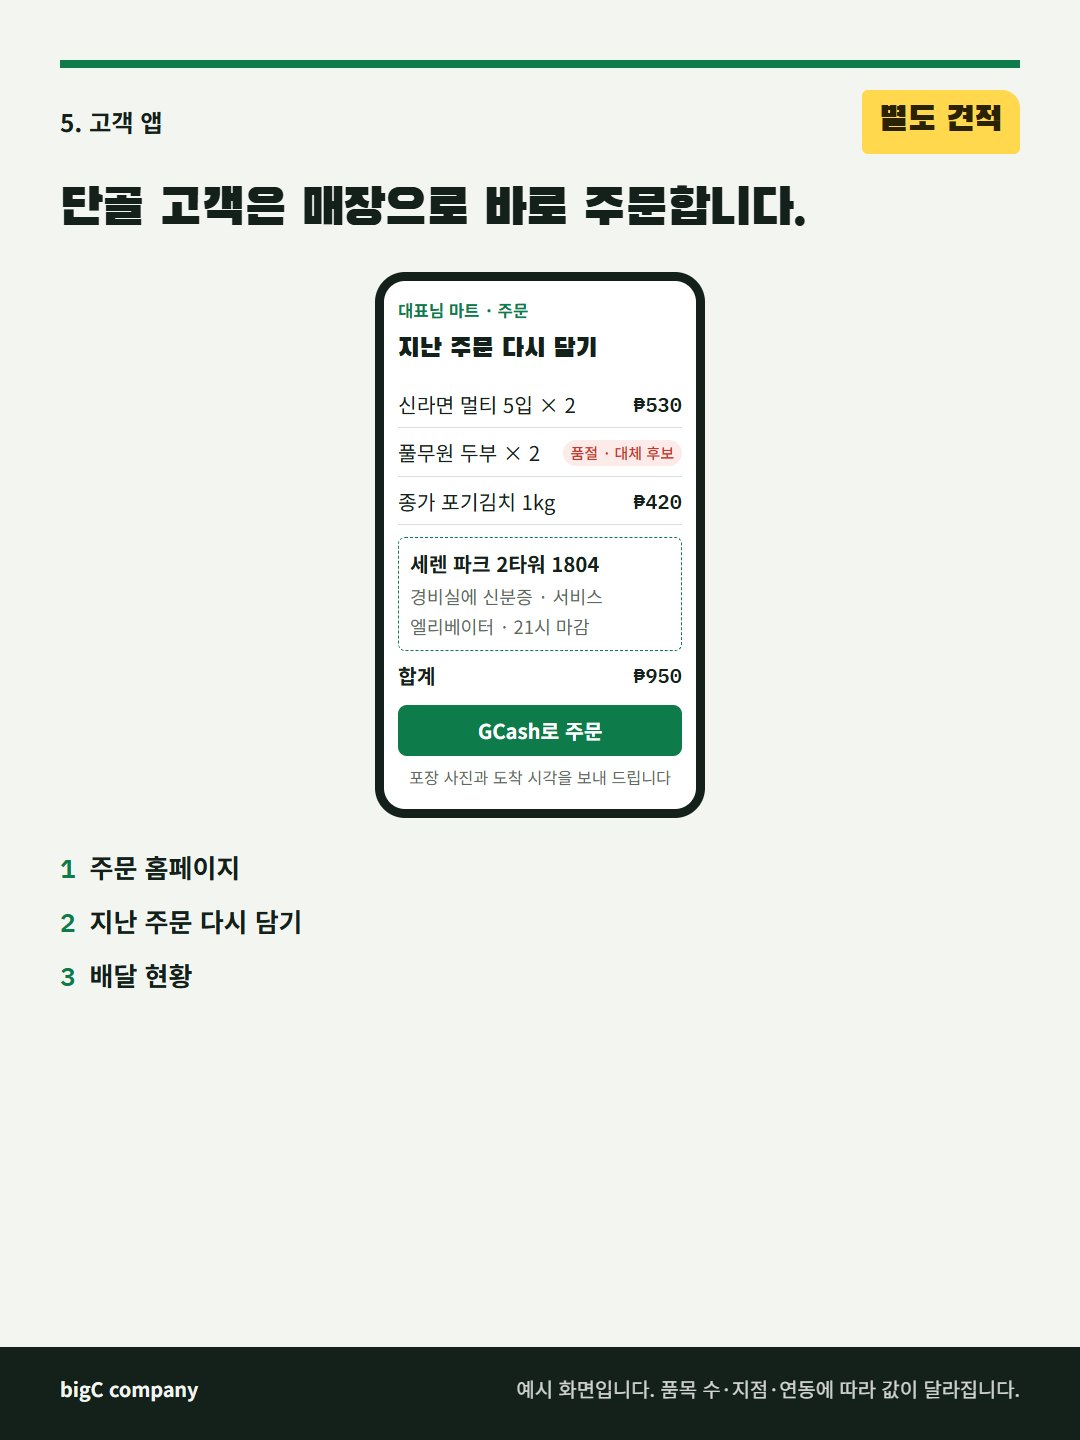 5. 고객 앱
별도 견적
단골 고객은 매장으로 바로 주문합니다.
대표님 마트 · 주문
지난 주문 다시 담기
신라면 멀티 5입 × 2 ₱530
풀무원 두부 × 2 품절 · 대체 후보
종가 포기김치 1kg ₱420
세렌 파크 2타워 1804
경비실에 신분증 · 서비스
엘리베이터 · 21시 마감
합계 ₱950
GCash로 주문
포장 사진과 도착 시각을 보내 드립니다
1 주문 홈페이지
2 지난 주문 다시 담기
3 배달 현황
bigC company
예시 화면입니다. 품목 수·지점·연동에 따라 값이 달라집니다.